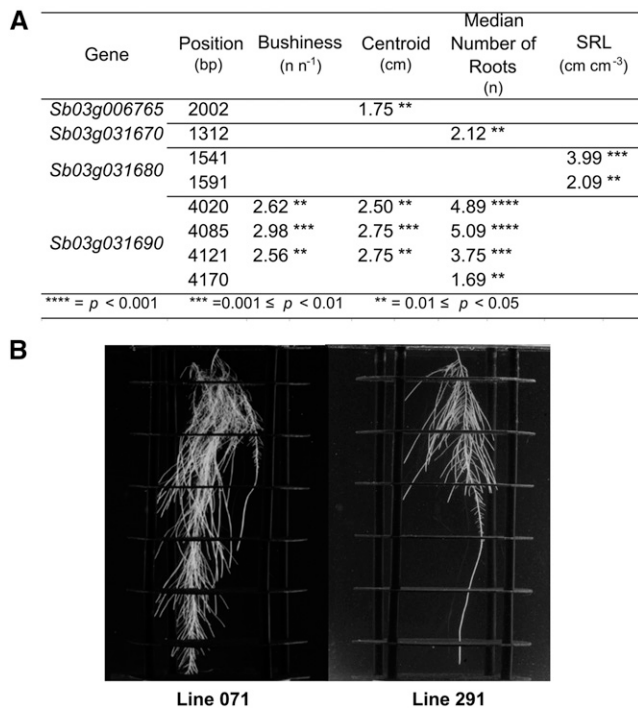 A
Gene Position (bp) Bushiness (n n⁻¹) Centroid (cm) Median Number of Roots (n) SRL (cm cm⁻³)
Sb03g006765 2002 1.75 **
Sb03g031670 1312 2.12 **
Sb03g031680 1541 3.99 ***
1591 2.09 **
Sb03g031690 4020 2.62 ** 2.50 ** 4.89 ****
4085 2.98 *** 2.75 *** 5.09 ****
4121 2.56 ** 2.75 ** 3.75 ***
4170 1.69 **
**** = p < 0.001 *** =0.001 ≤ p < 0.01 ** = 0.01 ≤ p < 0.05
B
Line 071 Line 291